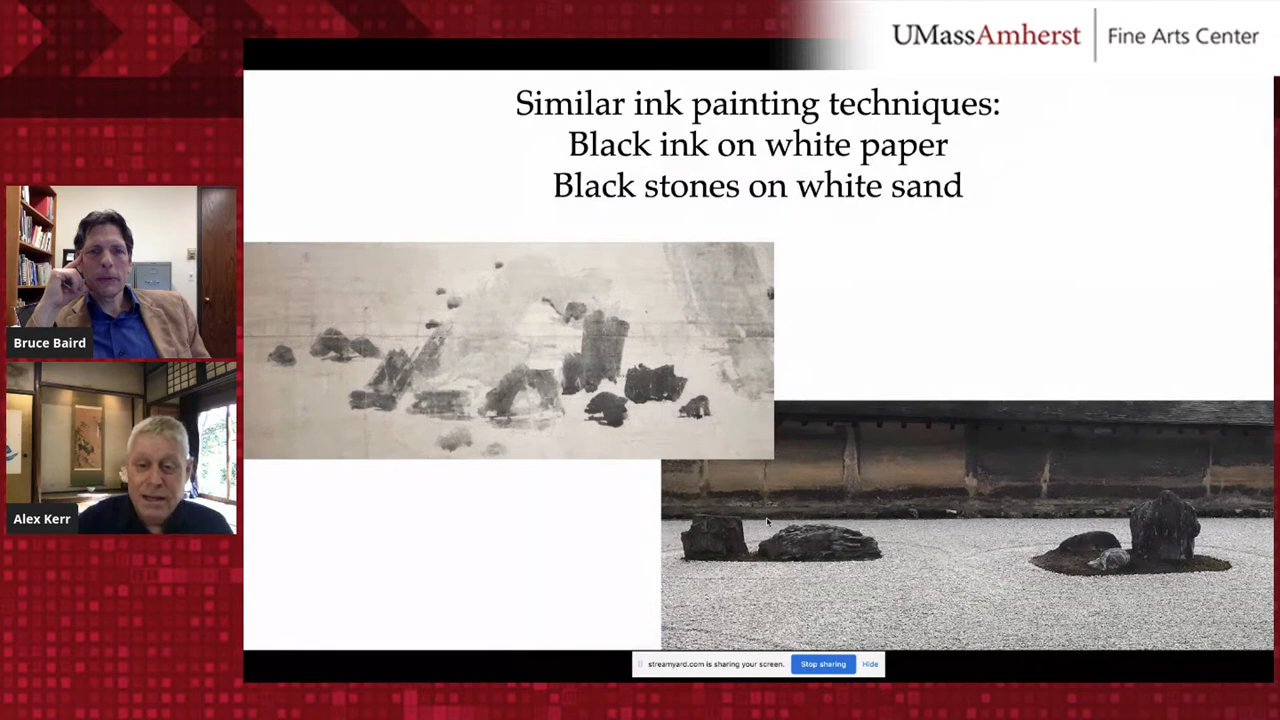 UMassAmherst | Fine Arts Center
Similar ink painting techniques:
Black ink on white paper
Black stones on white sand
Bruce Baird
Alex Kerr
streamyard.com is sharing your screen. Stop sharing Hide